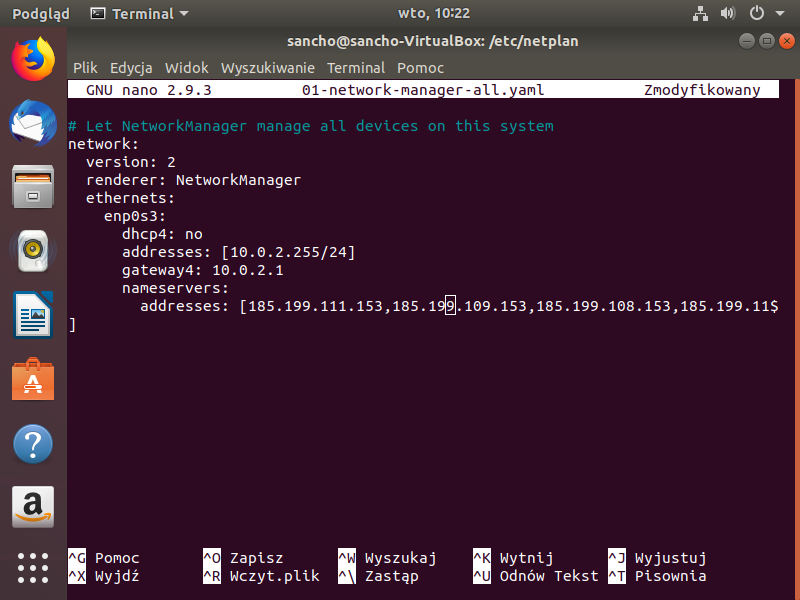 Podgląd Terminal wto, 10:22
sancho@sancho-VirtualBox: /etc/netplan
Plik Edycja Widok Wyszukiwanie Terminal Pomoc
GNU nano 2.9.3 01-network-manager-all.yaml Zmodyfikowany
# Let NetworkManager manage all devices on this system
network:
version: 2
renderer: NetworkManager
ethernets:
enp0s3:
dhcp4: no
addresses: [10.0.2.255/24]
gateway4: 10.0.2.1
nameservers:
addresses: [185.199.111.153,185.199.109.153,185.199.108.153,185.199.11$
]
^G Pomoc ^O Zapisz ^W Wyszukaj ^K Wytnij ^J Wyjustuj
^X Wyjdź ^R Wczyt.plik ^\ Zastąp ^U Odnów Tekst ^T Pisownia